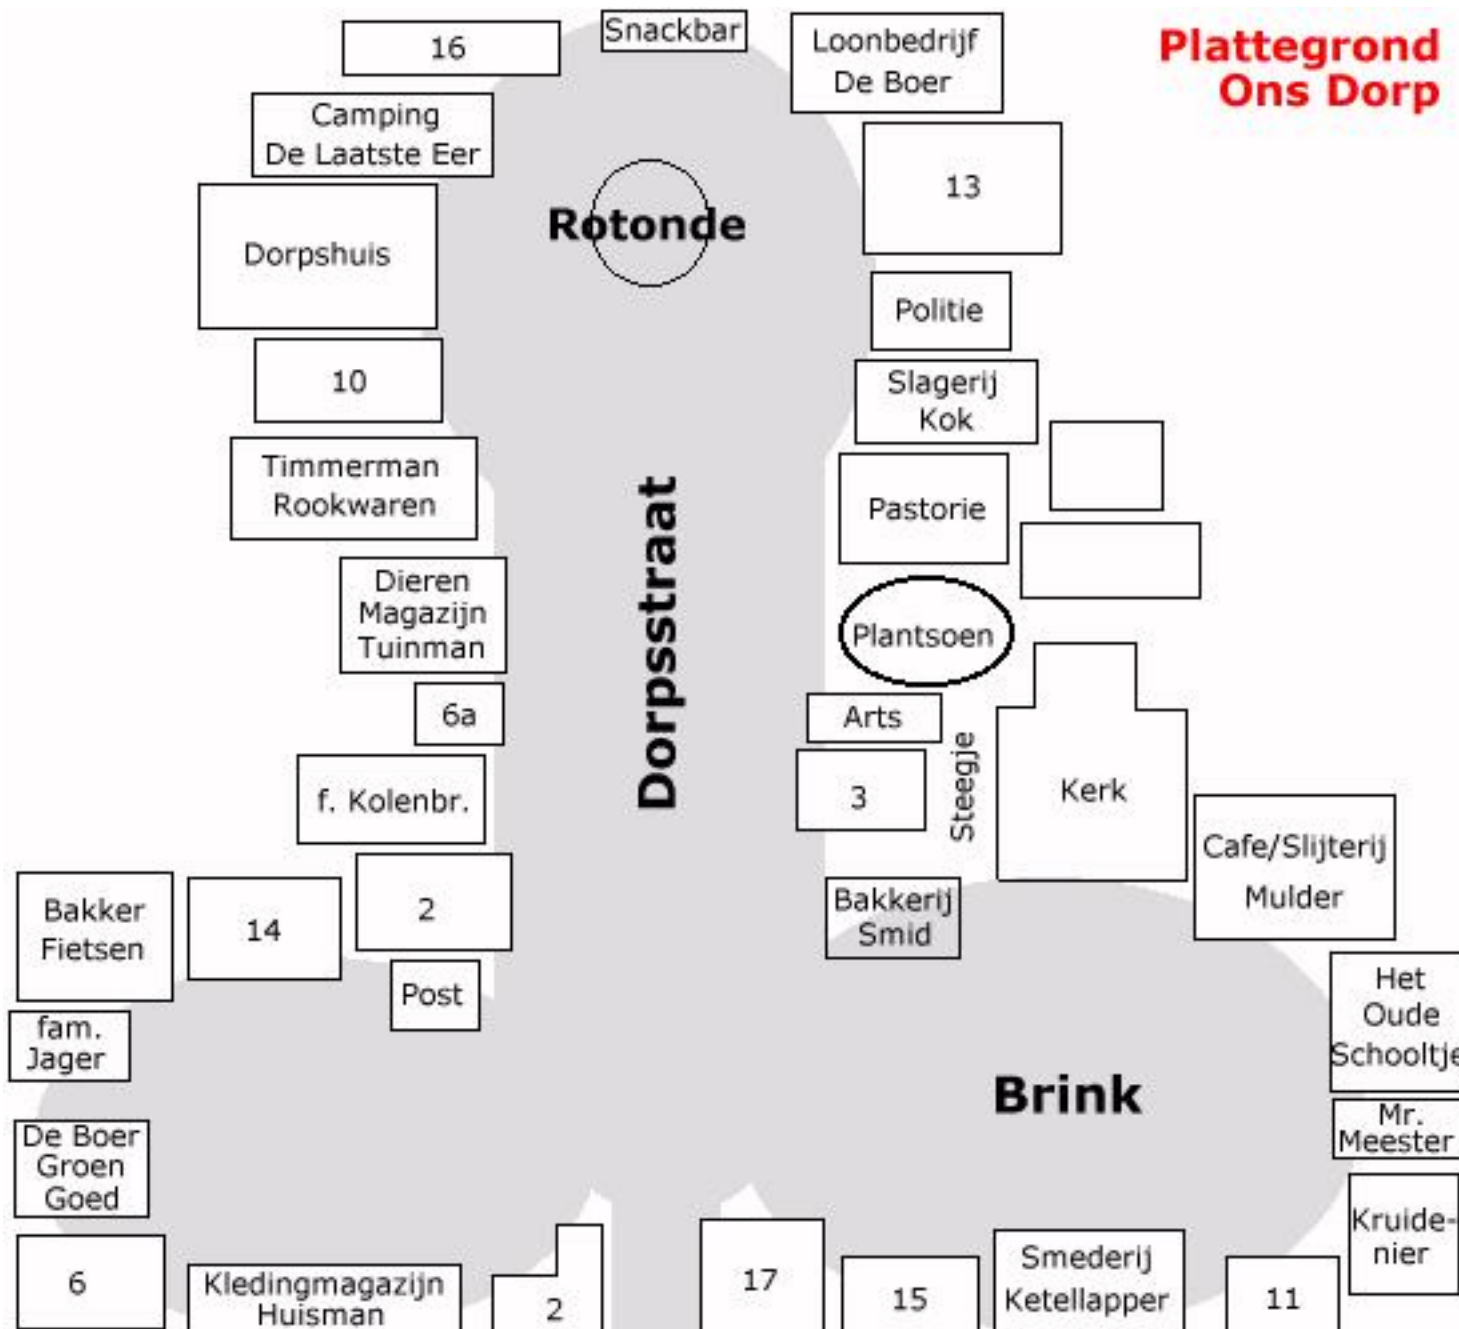 Plattegrond
Ons Dorp
Snackbar
16
Loonbedrijf
De Boer
Camping
De Laatste Eer
13
Rotonde
Dorpshuis
Politie
10
Slagerij
Kok
Timmerman
Rookwaren
Pastorie
Dorpsstraat
Dieren
Magazijn
Tuinman
Plantsoen
6a
Arts
Steegje
3
Kerk
f. Kolenbr.
Cafe/Slijterij
Mulder
Bakker
Fietsen
14
2
Bakkerij
Smid
Post
Het
Oude
Schooltje
fam.
Jager
Brink
Mr.
Meester
De Boer
Groen
Goed
Kruide-
nier
6
Kledingmagazijn
Huisman
2
17
15
Smederij
Ketellapper
11